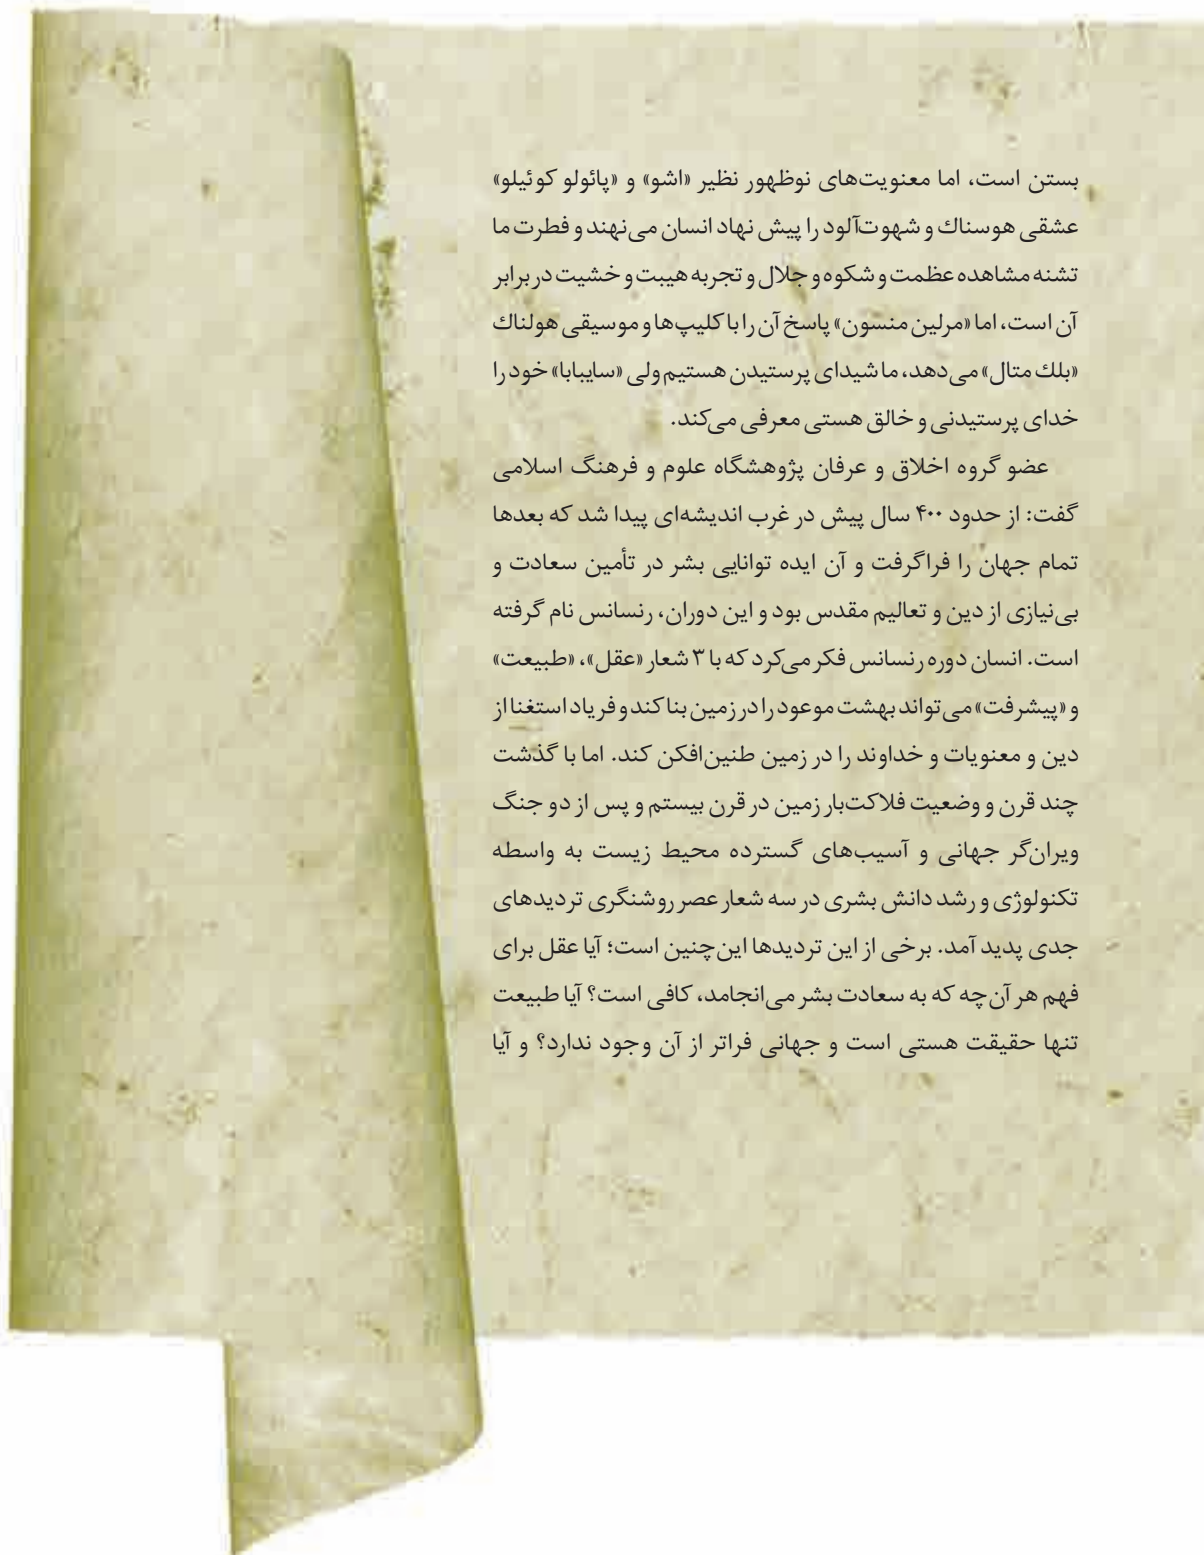 بستن است، اما معنویت‌های نوظهور نظیر «اشو» و «پائولو کوئیلو»
عشقی هوسناك و شهوت‌آلود را پیش نهاد انسان می‌نهند و فطرت ما
تشنه مشاهده عظمت و شکوه و جلال و تجربه هیبت و خشیت در برابر
آن است، اما «مرلین منسون» پاسخ آن را با کلیپ‌ها و موسیقی هولناك
«بلك متال» می‌دهد، ما شیدای پرستیدن هستیم ولی «سایبابا» خود را
خدای پرستیدنی و خالق هستی معرفی می‌کند.
عضو گروه اخلاق و عرفان پژوهشگاه علوم و فرهنگ اسلامی
گفت: از حدود ۴۰۰ سال پیش در غرب اندیشه‌ای پیدا شد که بعدها
تمام جهان را فراگرفت و آن ایده توانایی بشر در تأمین سعادت و
بی‌نیازی از دین و تعالیم مقدس بود و این دوران، رنسانس نام گرفته
است. انسان دوره رنسانس فکر می‌کرد که با ۳ شعار «عقل»، «طبیعت»
و «پیشرفت» می‌تواند بهشت موعود را در زمین بنا کند و فریاد استغنا از
دین و معنویات و خداوند را در زمین طنین‌افکن کند. اما با گذشت
چند قرن و وضعیت فلاکت‌بار زمین در قرن بیستم و پس از دو جنگ
ویران‌گر جهانی و آسیب‌های گسترده محیط زیست به واسطه
تکنولوژی و رشد دانش بشری در سه شعار عصر روشنگری تردیدهای
جدی پدید آمد. برخی از این تردیدها این‌چنین است؛ آیا عقل برای
فهم هر آن‌چه که به سعادت بشر می‌انجامد، کافی است؟ آیا طبیعت
تنها حقیقت هستی است و جهانی فراتر از آن وجود ندارد؟ و آیا